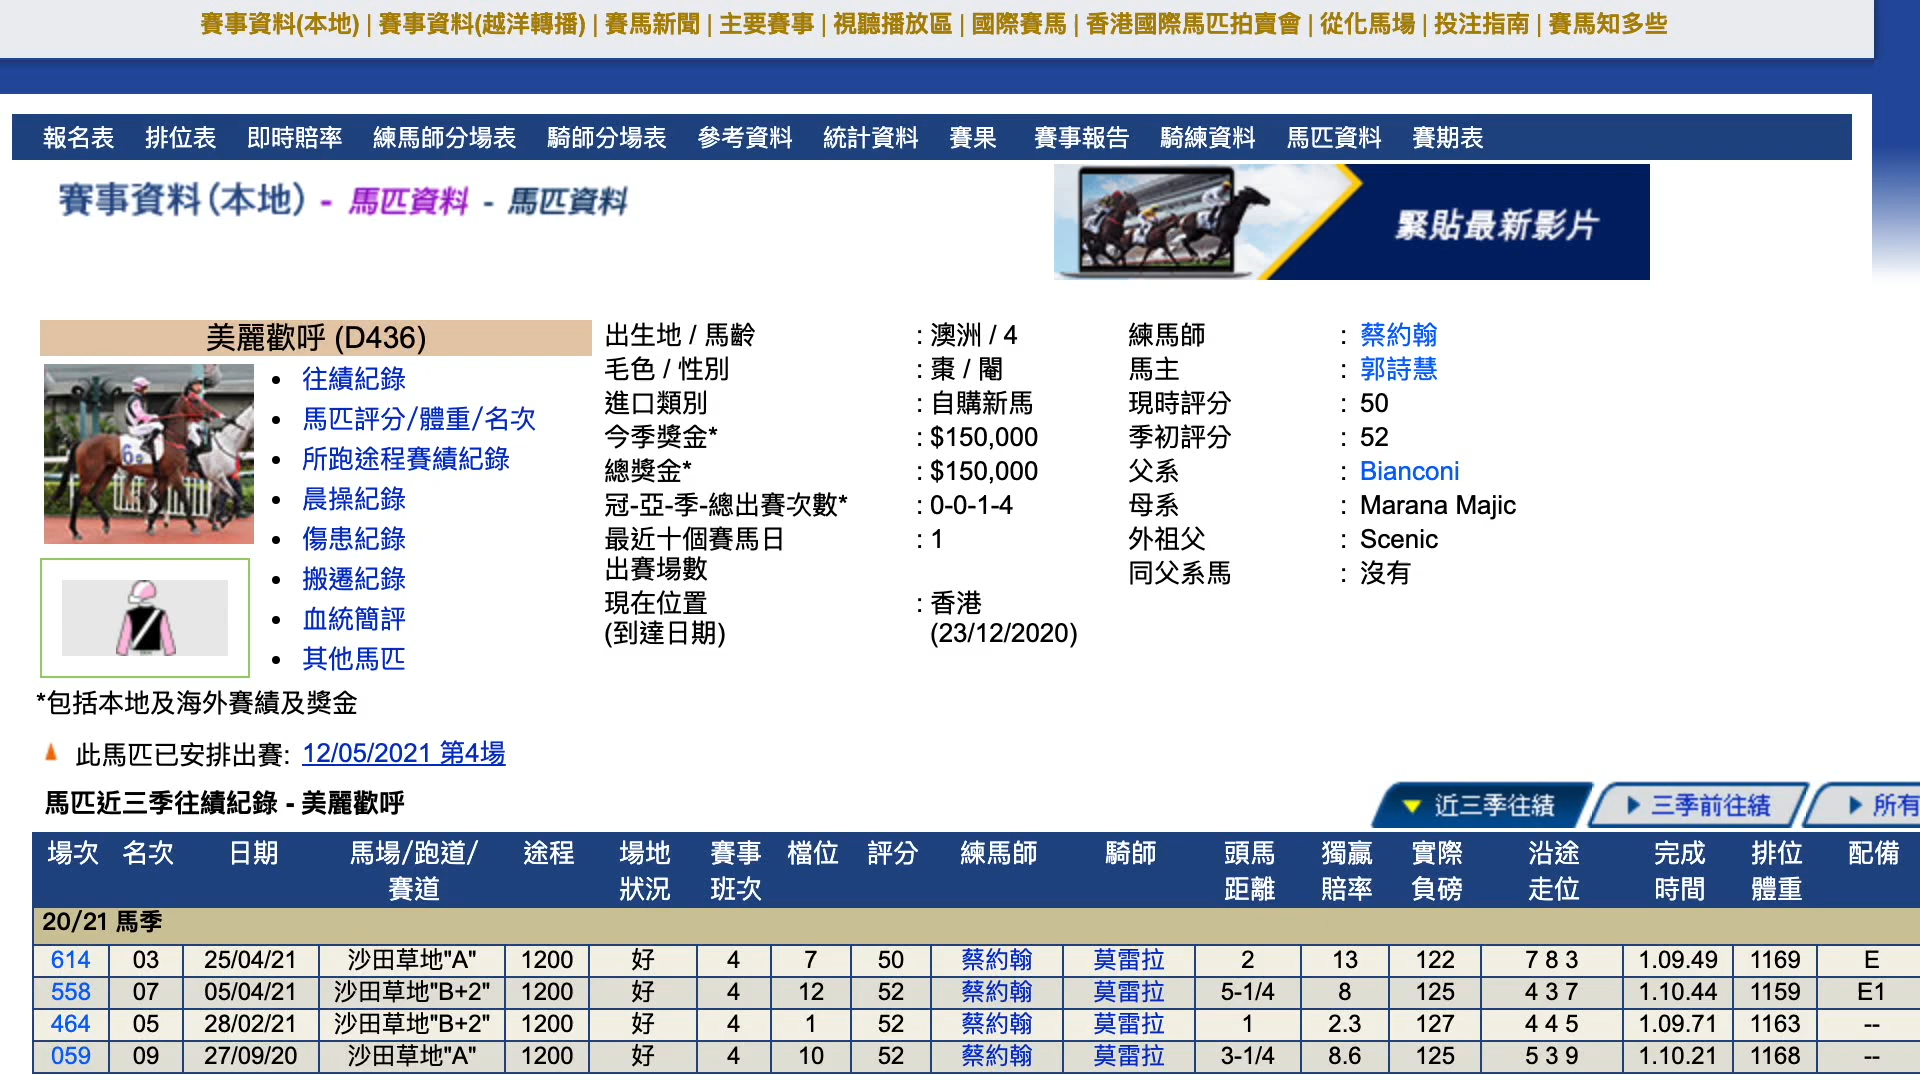 賽事資料(本地) | 賽事資料(越洋轉播) | 賽馬新聞 | 主要賽事 | 視聽播放區 | 國際賽馬 | 香港國際馬匹拍賣會 | 從化馬場 | 投注指南 | 賽馬知多些
報名表 排位表 即時賠率 練馬師分場表 騎師分場表 參考資料 統計資料 賽果 賽事報告 騎練資料 馬匹資料 賽期表
賽事資料(本地) - 馬匹資料 - 馬匹資料
緊貼最新影片
美麗歡呼 (D436)
往績紀錄
馬匹評分/體重/名次
所跑途程賽績紀錄
晨操紀錄
傷患紀錄
搬遷紀錄
血統簡評
其他馬匹
出生地 / 馬齡 : 澳洲 / 4
毛色 / 性別 : 棗 / 閹
進口類別 : 自購新馬
今季獎金* : $150,000
總獎金* : $150,000
冠-亞-季-總出賽次數* : 0-0-1-4
最近十個賽馬日 : 1
出賽場數
現在位置 : 香港
(到達日期) (23/12/2020)
練馬師 : 蔡約翰
馬主 : 郭詩慧
現時評分 : 50
季初評分 : 52
父系 : Bianconi
母系 : Marana Majic
外祖父 : Scenic
同父系馬 : 沒有
*包括本地及海外賽績及獎金
此馬匹已安排出賽: 12/05/2021 第4場
馬匹近三季往績紀錄 - 美麗歡呼
近三季往績 三季前往績 所有
場次 名次 日期 馬場/跑道/ 途程 場地 賽事 檔位 評分 練馬師 騎師 頭馬 獨贏 實際 沿途 完成 排位 配備
賽道 狀況 班次 距離 賠率 負磅 走位 時間 體重
20/21 馬季
614 03 25/04/21 沙田草地"A" 1200 好 4 7 50 蔡約翰 莫雷拉 2 13 122 7 8 3 1.09.49 1169 E
558 07 05/04/21 沙田草地"B+2" 1200 好 4 12 52 蔡約翰 莫雷拉 5-1/4 8 125 4 3 7 1.10.44 1159 E1
464 05 28/02/21 沙田草地"B+2" 1200 好 4 1 52 蔡約翰 莫雷拉 1 2.3 127 4 4 5 1.09.71 1163 --
059 09 27/09/20 沙田草地"A" 1200 好 4 10 52 蔡約翰 莫雷拉 3-1/4 8.6 125 5 3 9 1.10.21 1168 --